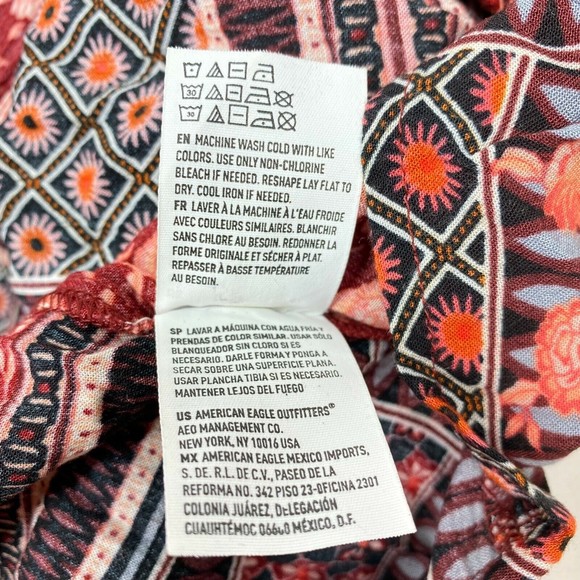 30
30
EN MACHINE WASH COLD WITH LIKE
COLORS. USE ONLY NON-CHLORINE
BLEACH IF NEEDED. RESHAPE LAY FLAT TO
DRY. COOL IRON IF NEEDED.
FR LAVER À LA MACHINE À L'EAU FROIDE
AVEC COULEURS SIMILAIRES. BLANCHIR
SANS CHLORE AU BESOIN. REDONNER LA
FORME ORIGINALE ET SÉCHER À PLAT.
REPASSER À BASSE TEMPÉRATURE
AU BESOIN.
SP LAVAR A MÁQUINA CON AGUA FRÍA Y
PRENDAS DE COLOR SIMILAR. USAR SÓLO
BLANQUEADOR SIN CLORO SI ES
NECESARIO. DARLE FORMA Y PONGA A
SECAR SOBRE UNA SUPERFICIE PLANA.
USAR PLANCHA TIBIA SI ES NECESARIO.
MANTENER LEJOS DEL FUEGO
US AMERICAN EAGLE OUTFITTERS®
AEO MANAGEMENT CO.
NEW YORK, NY 10016 USA
MX AMERICAN EAGLE MEXICO IMPORTS,
S. DE R.L. DE C.V., PASEO DE LA
REFORMA NO. 342 PISO 23-OFICINA 2301
COLONIA JUÁREZ, DELEGACIÓN
CUAUHTÉMOC 06600 MÉXICO, D.F.